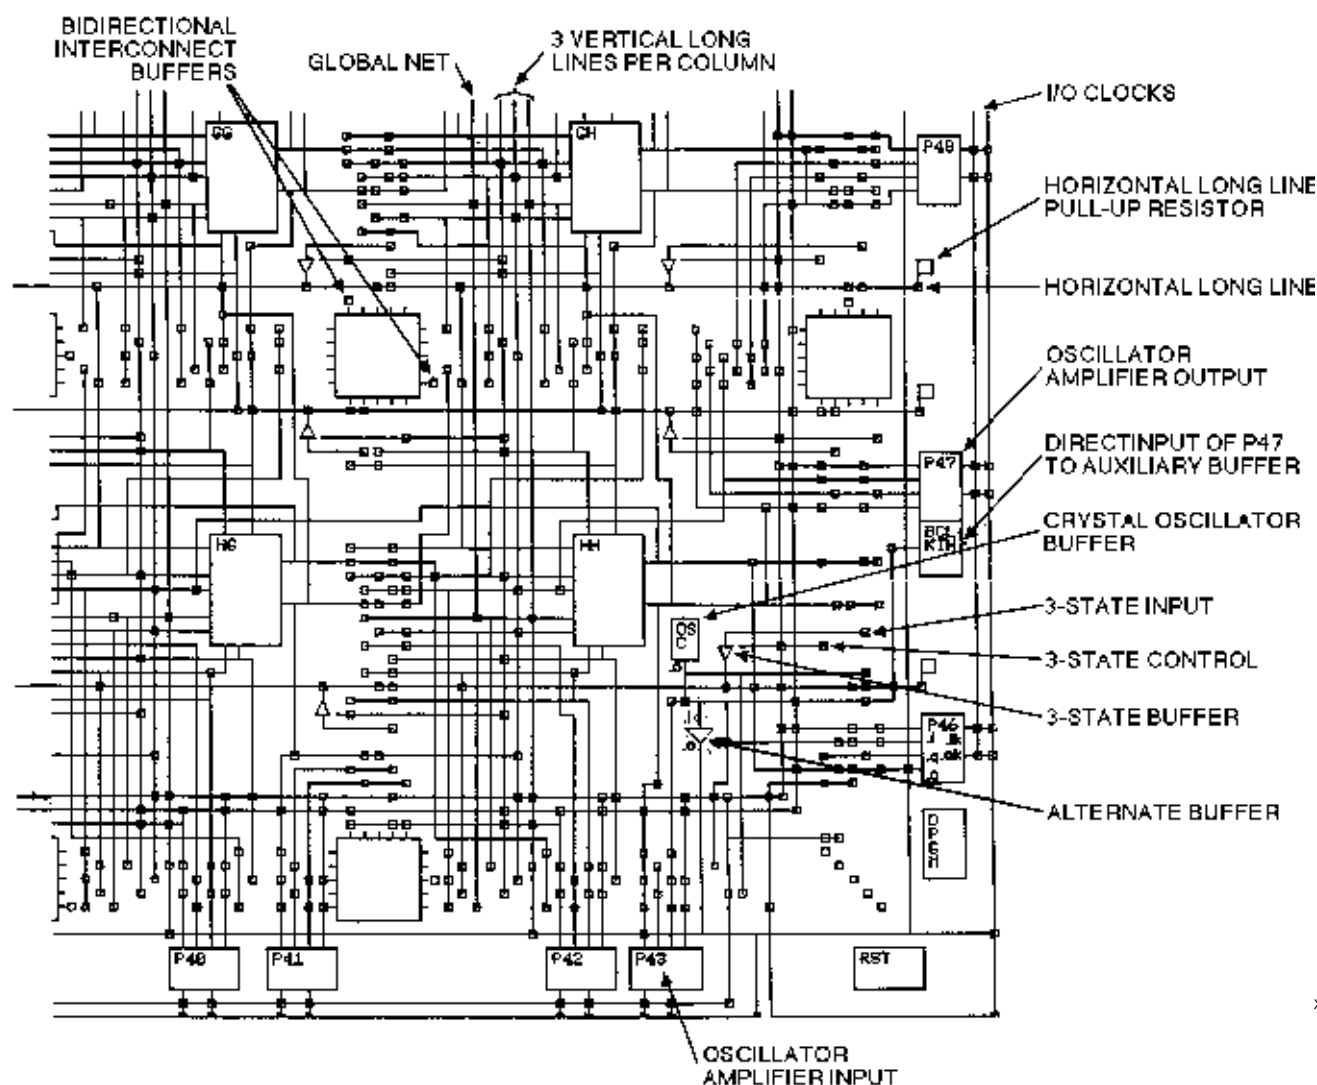 BIDIRECTIONAL
INTERCONNECT
BUFFERS
GLOBAL NET
3 VERTICAL LONG
LINES PER COLUMN
I/O CLOCKS
GG
GH
P48
HORIZONTAL LONG LINE
PULL-UP RESISTOR
HORIZONTAL LONG LINE
OSCILLATOR
AMPLIFIER OUTPUT
P47
DIRECTINPUT OF P47
TO AUXILIARY BUFFER
BCL
KIN
CRYSTAL OSCILLATOR
BUFFER
HG
HH
OS
C
3-STATE INPUT
3-STATE CONTROL
3-STATE BUFFER
P46
ALTERNATE BUFFER
P40
P41
P42
P43
RST
OSCILLATOR
AMPLIFIER INPUT